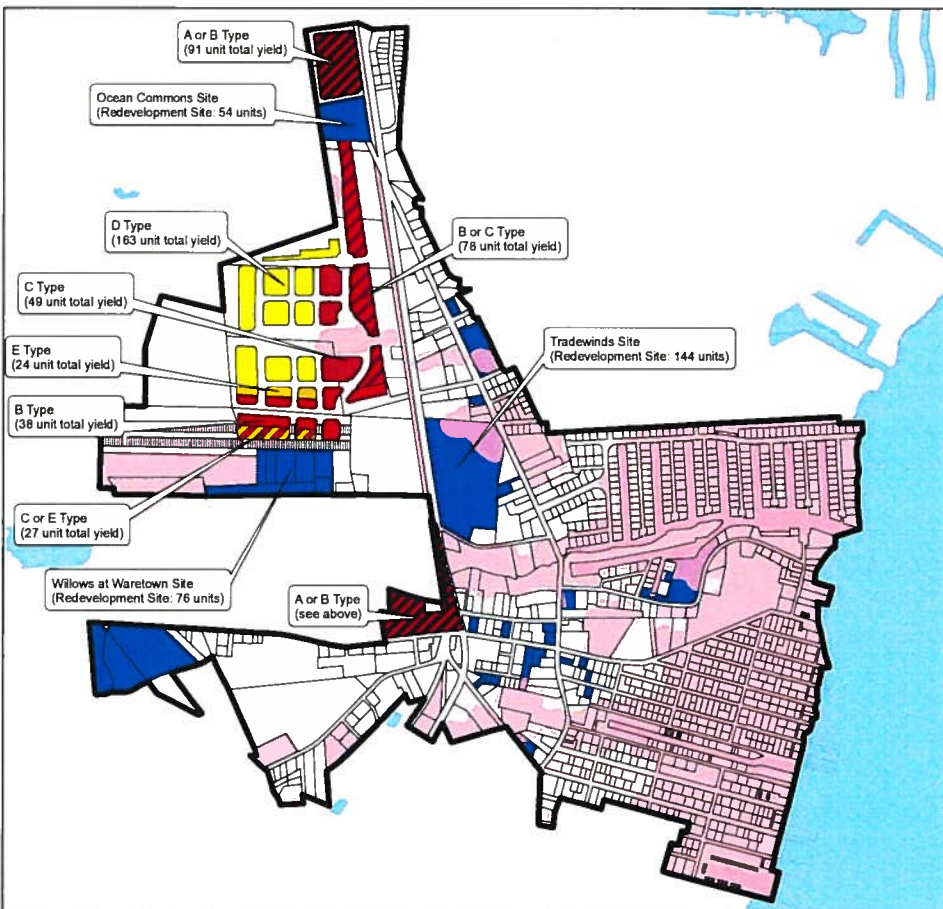 A or B Type
(91 unit total yield)
Ocean Commons Site
(Redevelopment Site: 54 units)
D Type
(163 unit total yield)
B or C Type
(78 unit total yield)
C Type
(49 unit total yield)
E Type
(24 unit total yield)
Tradewinds Site
(Redevelopment Site: 144 units)
B Type
(38 unit total yield)
C or E Type
(27 unit total yield)
Willows at Waretown Site
(Redevelopment Site: 76 units)
A or B Type
(see above)